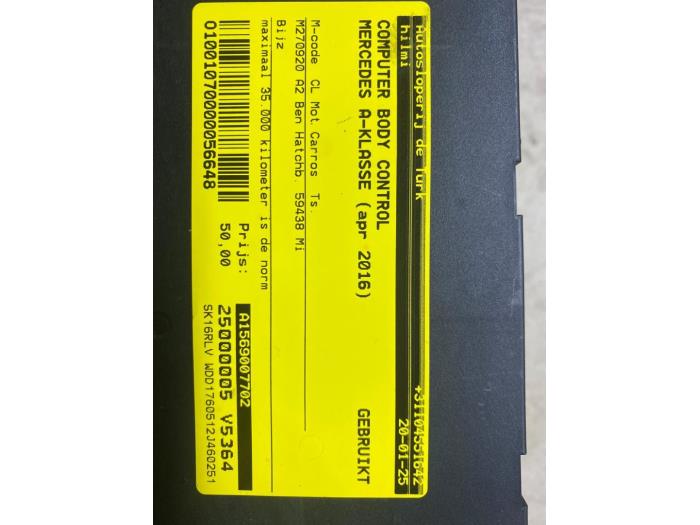 Autosloperij de Turk +31104551842
hilmi 20-01-25
COMPUTER BODY CONTROL
MERCEDES A-KLASSE (apr 2016) GEBRUIKT
M-code CL Mot. Carros Ts.
M270920 A2 Ben Hatchb. 59438 Mi
Bijz
maximaal 35.000 kilometer is de norm
Prijs: A1569007702
50,00 25000005 V5364
O1001070000056648 SK16RLV WDD1760512J460251